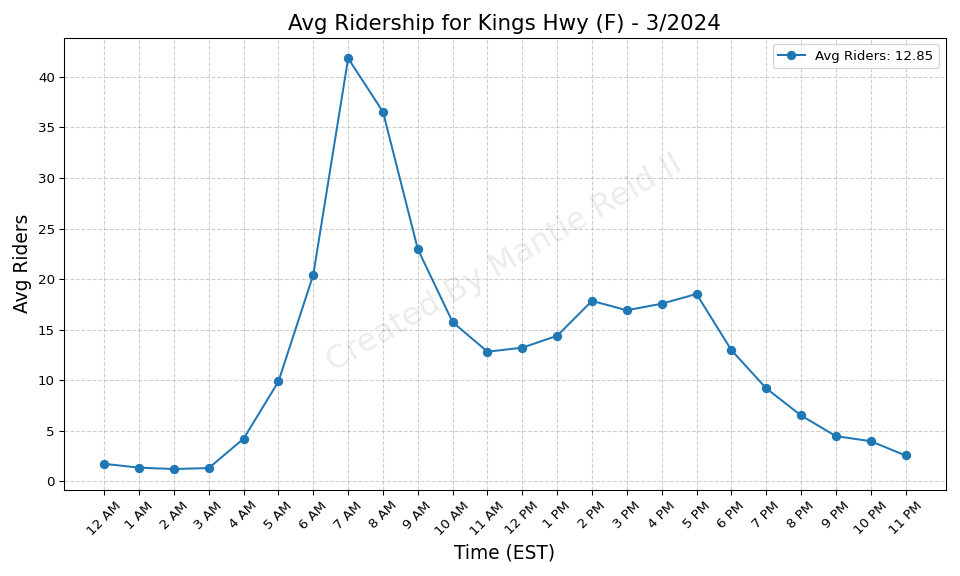 Avg Ridership for Kings Hwy (F) - 3/2024
Avg Riders: 12.85
Avg Riders
40
35
30
25
20
15
10
5
0
Created By Mantie Reid II
12 AM
1 AM
2 AM
3 AM
4 AM
5 AM
6 AM
7 AM
8 AM
9 AM
10 AM
11 AM
12 PM
1 PM
2 PM
3 PM
4 PM
5 PM
6 PM
7 PM
8 PM
9 PM
10 PM
11 PM
Time (EST)